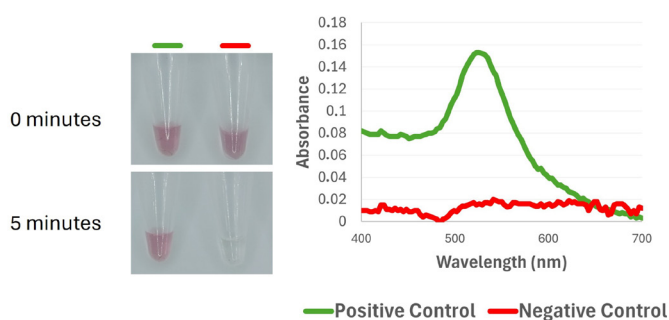 0 minutes
5 minutes
Absorbance
0.18
0.16
0.14
0.12
0.1
0.08
0.06
0.04
0.02
0
400
500
600
700
Wavelength (nm)
Positive Control
Negative Control